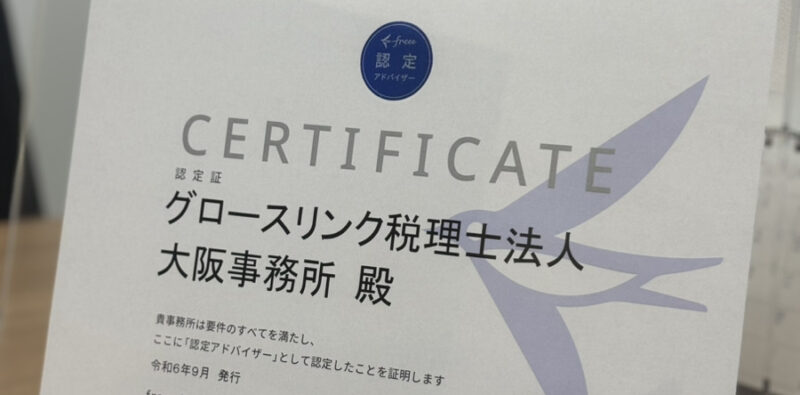 freee
認定
アドバイザー
CERTIFICATE
認定証
グロースリンク税理士法人
大阪事務所 殿
貴事務所は要件のすべてを満たし、
ここに「認定アドバイザー」として認定したことを証明します
令和6年9月 発行